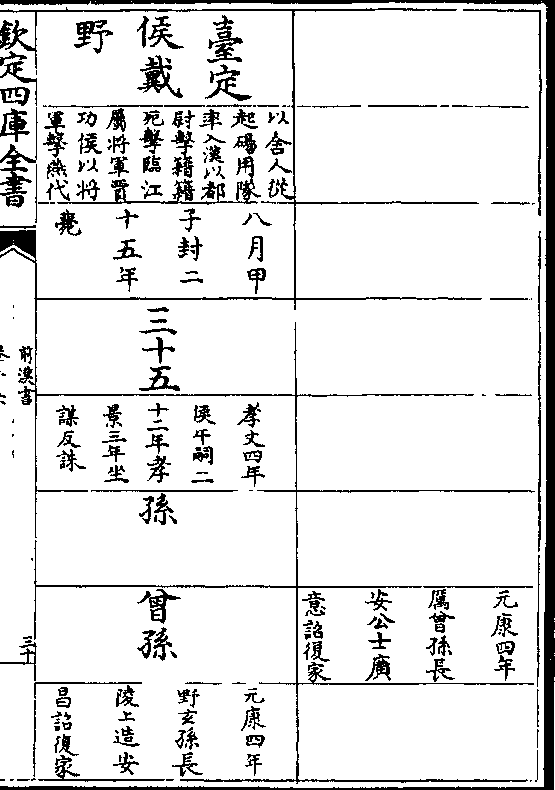 元康四年
厲曾孫長
安公士廣
意詔復家
臺定
侯戴
野
以舍人從
起碭用隊
率入漢以都
尉擊籍籍
死擊臨江
屬將軍賈
功侯以將
軍擊燕代
八月甲
子封二
十五年
薨
三十五
孝文四年
侯午嗣二
十二年孝
景三年坐
謀反誅
孫
曾孫
元康四年
野玄孫長
陵上造安
昌詔復家
欽定四庫全書
前漢書
三十